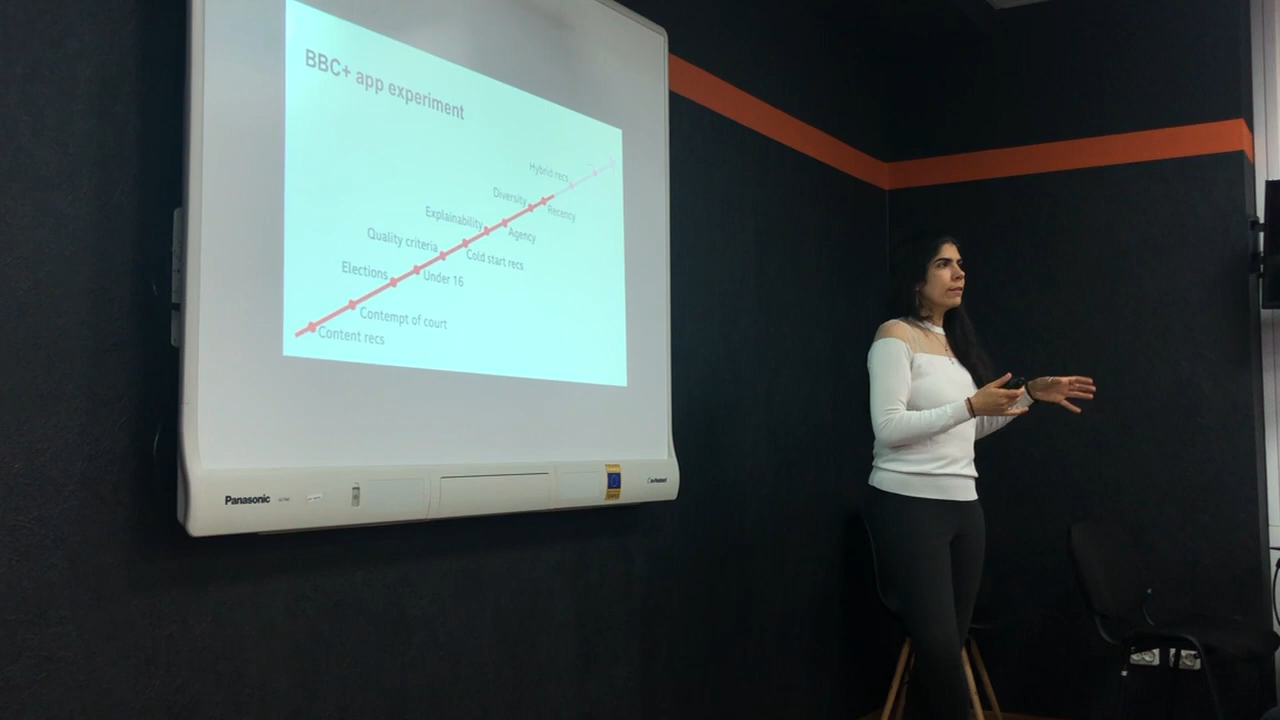 BBC+ app experiment
Hybrid recs
Diversity
Recency
Explainability
Agency
Quality criteria
Cold start recs
Elections
Under 16
Contempt of court
Content recs
Panasonic